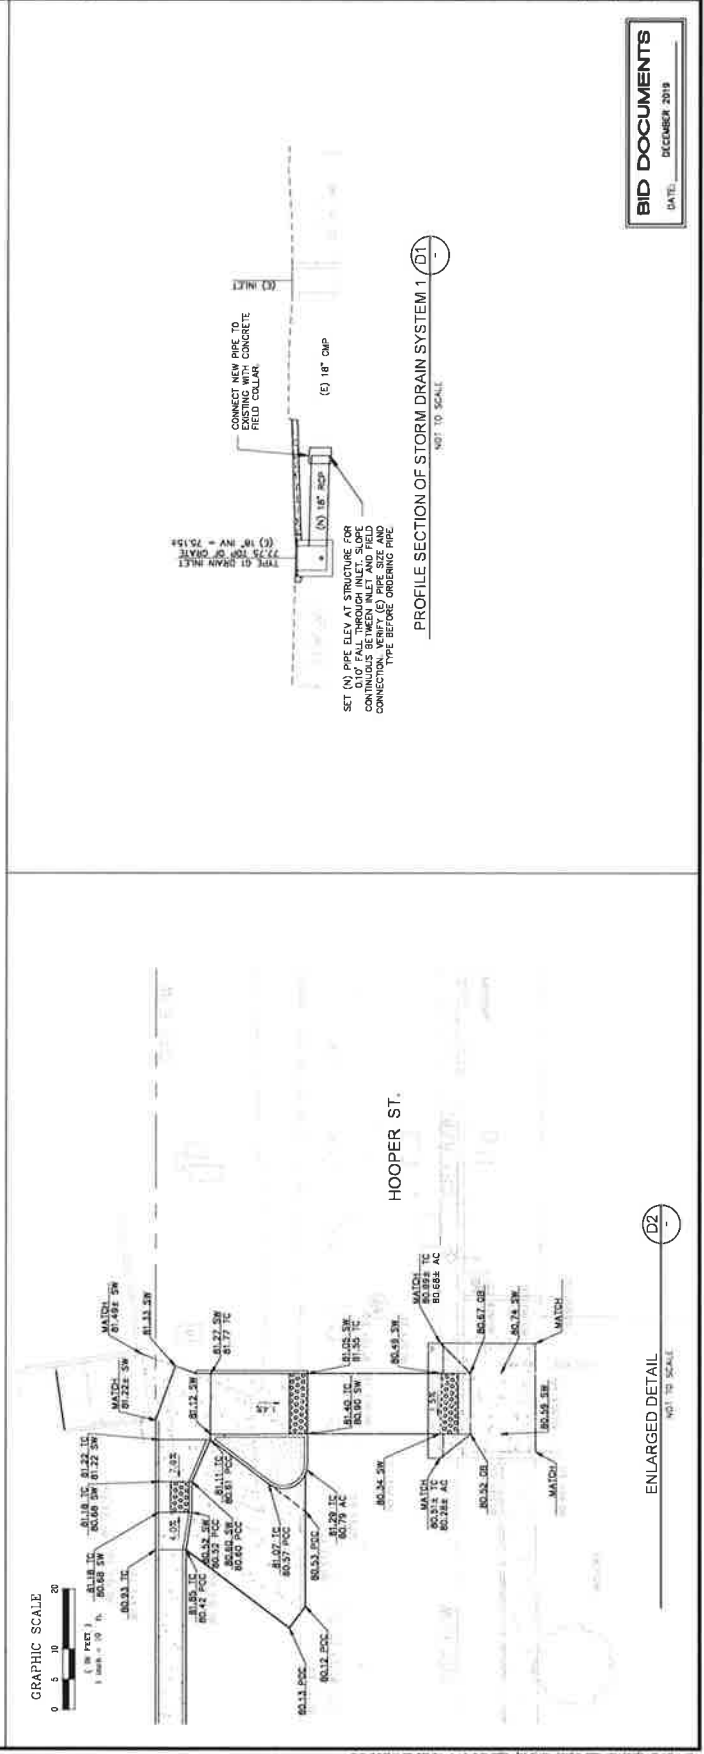 GRAPHIC SCALE
0 5 10 20
( IN FEET )
MATCH
81.49± SW
81.33 SW
MATCH
81.22± SW
81.22 TC
81.22 SW
81.18 TC
80.68 SW
81.18 TC
80.68 SW
80.93 TC
4.0%
7.0%
81.12 SW
81.27 SW
81.77 TC
81.11 TC
80.61 PCC
80.60 SW
80.60 PCC
80.52 SW
80.52 PCC
80.42 PCC
81.07 TC
80.57 PCC
81.29 TC
80.79 AC
80.53 PCC
80.13 PCC
80.12 PCC
81.05 SW
81.55 TC
81.40 TC
80.90 SW
HOOPER ST.
80.49 SW
MATCH
80.89± TC
80.68± AC
80.67 GB
80.74 SW
MATCH
1.5%
80.34 SW
MATCH
80.51± TC
80.28± AC
80.52 GB
80.59 SW
MATCH
ENLARGED DETAIL
D2
-
NOT TO SCALE
TYPE G1 DRAIN INLET
77.75 TOP OF GRATE
(E) 18" INV = 75.15±
CONNECT NEW PIPE TO
EXISTING WITH CONCRETE
FIELD COLLAR.
(E) INLET
(N) 18" RCP
(E) 18" CMP
SET (N) PIPE ELEV AT STRUCTURE FOR
0.10' FALL THROUGH INLET. SLOPE
CONTINUOUS BETWEEN INLET AND FIELD
CONNECTION. VERIFY (E) PIPE SIZE AND
TYPE BEFORE ORDERING PIPE.
PROFILE SECTION OF STORM DRAIN SYSTEM 1
D1
-
NOT TO SCALE
BID DOCUMENTS
DATE: DECEMBER 2019